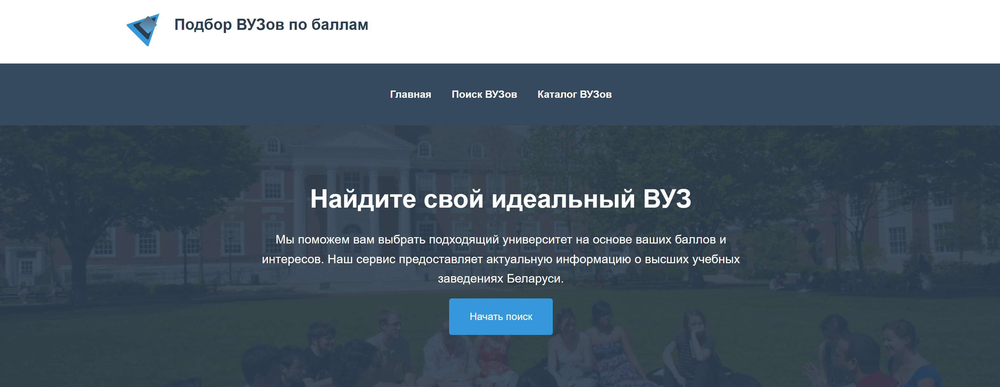 Подбор ВУЗов по баллам
Главная Поиск ВУЗов Каталог ВУЗов
Найдите свой идеальный ВУЗ
Мы поможем вам выбрать подходящий университет на основе ваших баллов и
интересов. Наш сервис предоставляет актуальную информацию о высших учебных
заведениях Беларуси.
Начать поиск